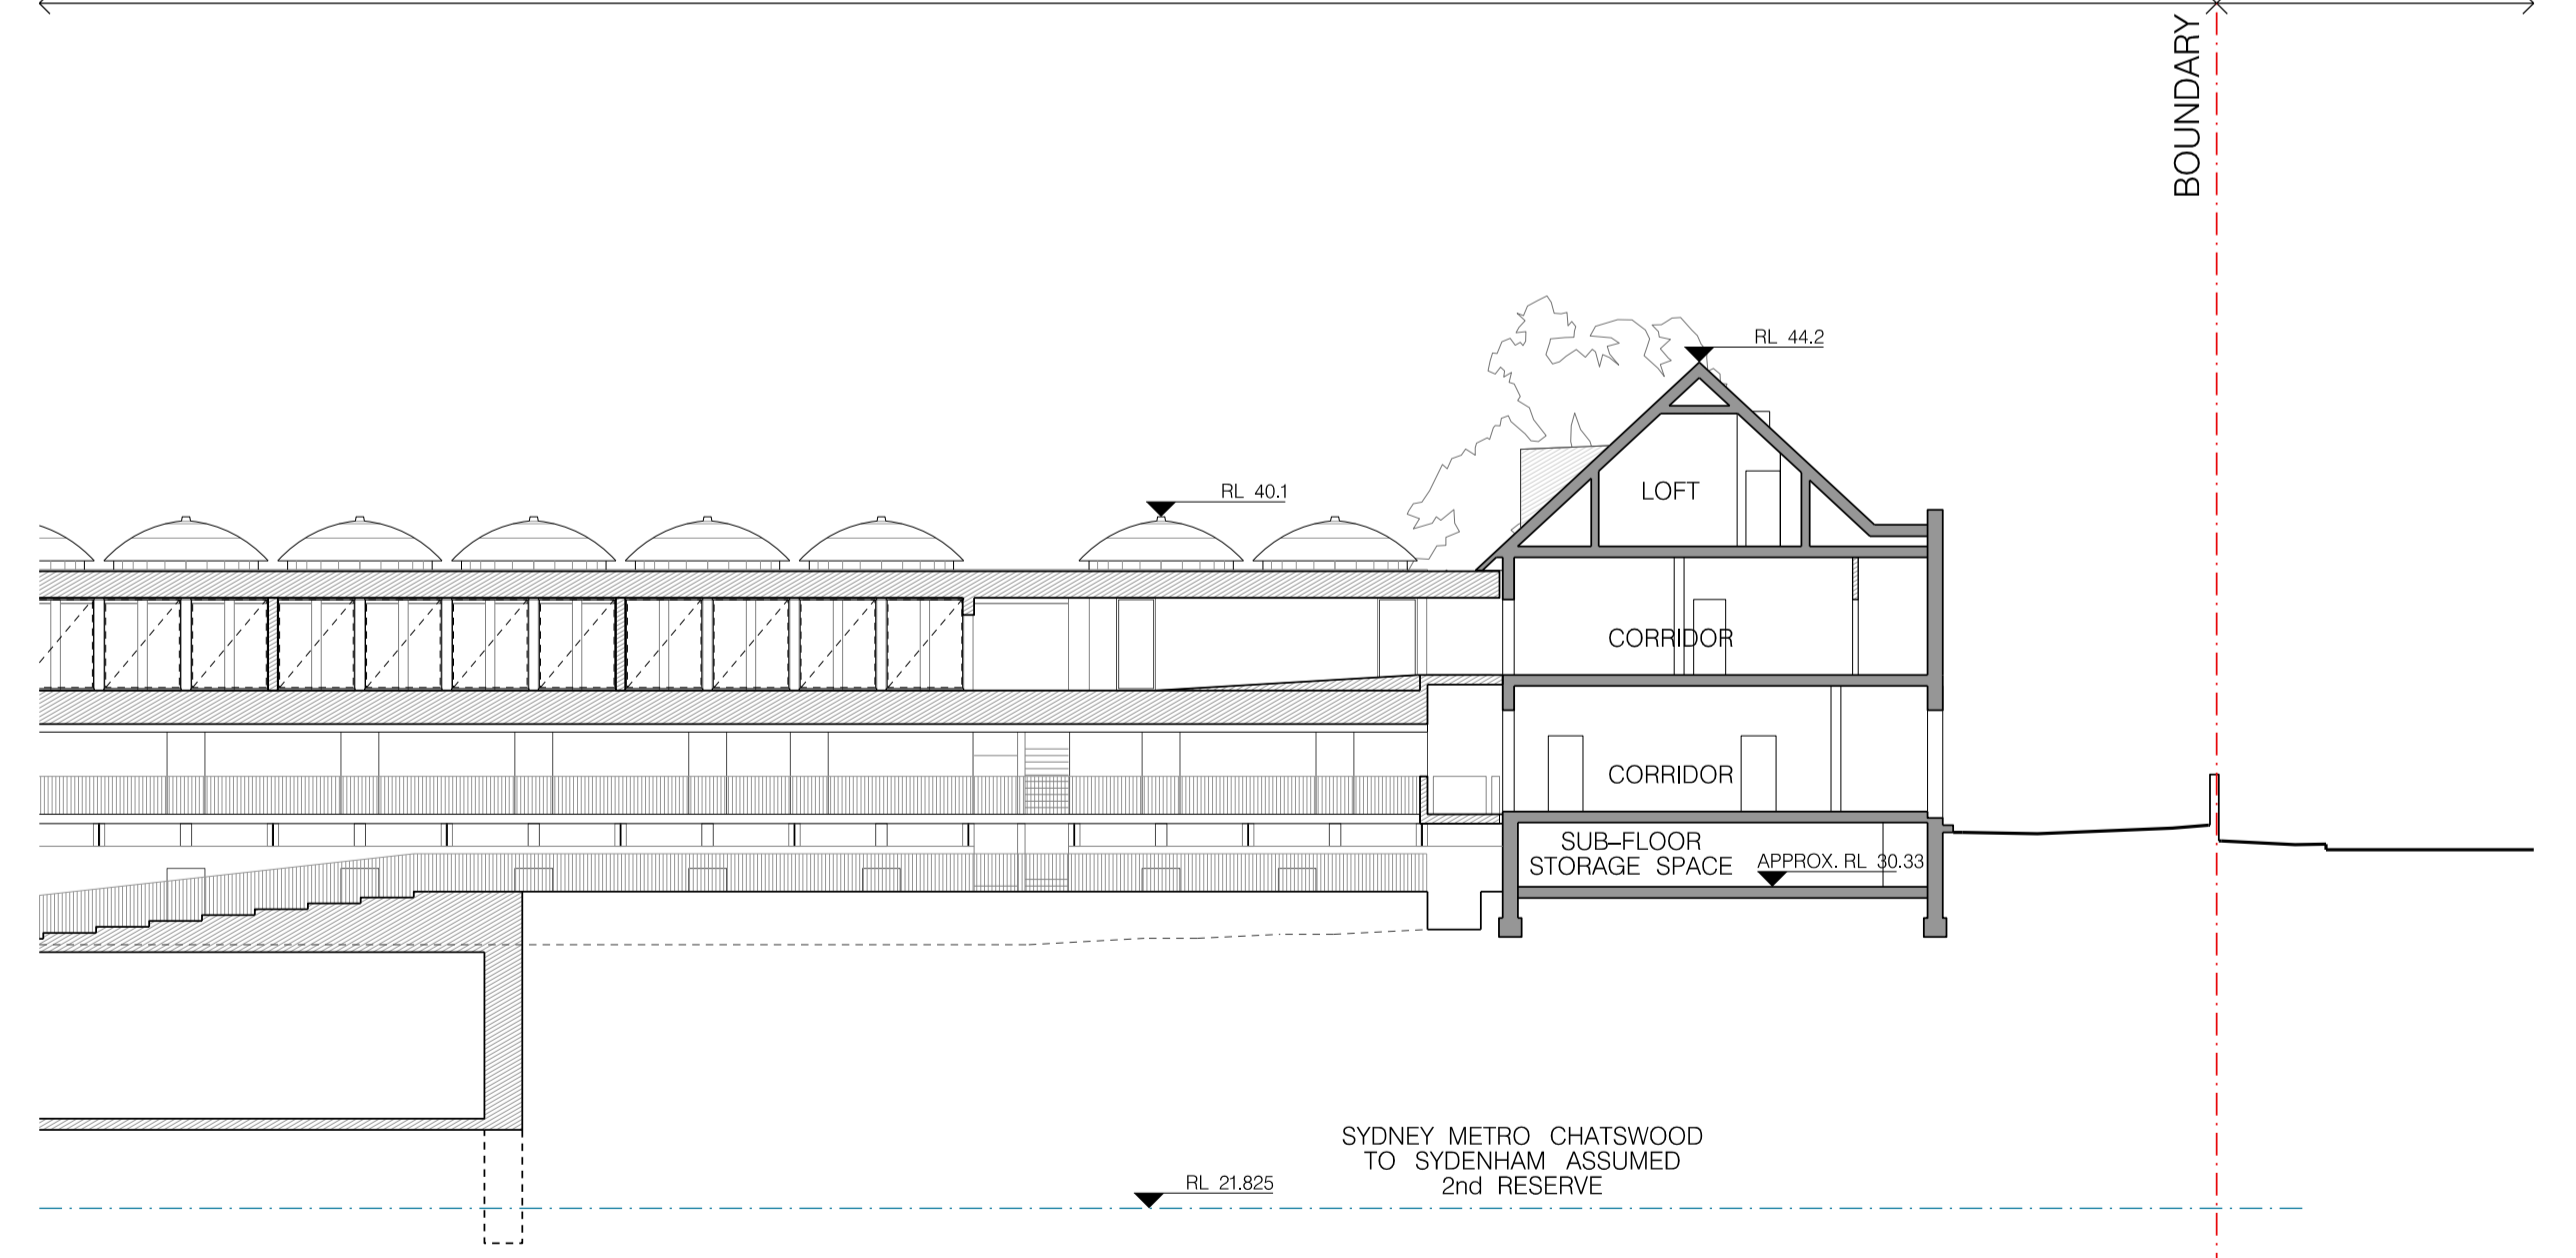 BOUNDARY
RL 44.2
RL 40.1
LOFT
CORRIDOR
CORRIDOR
SUB–FLOOR
STORAGE SPACE
APPROX. RL 30.33
SYDNEY METRO CHATSWOOD
TO SYDENHAM ASSUMED
2nd RESERVE
RL 21.825